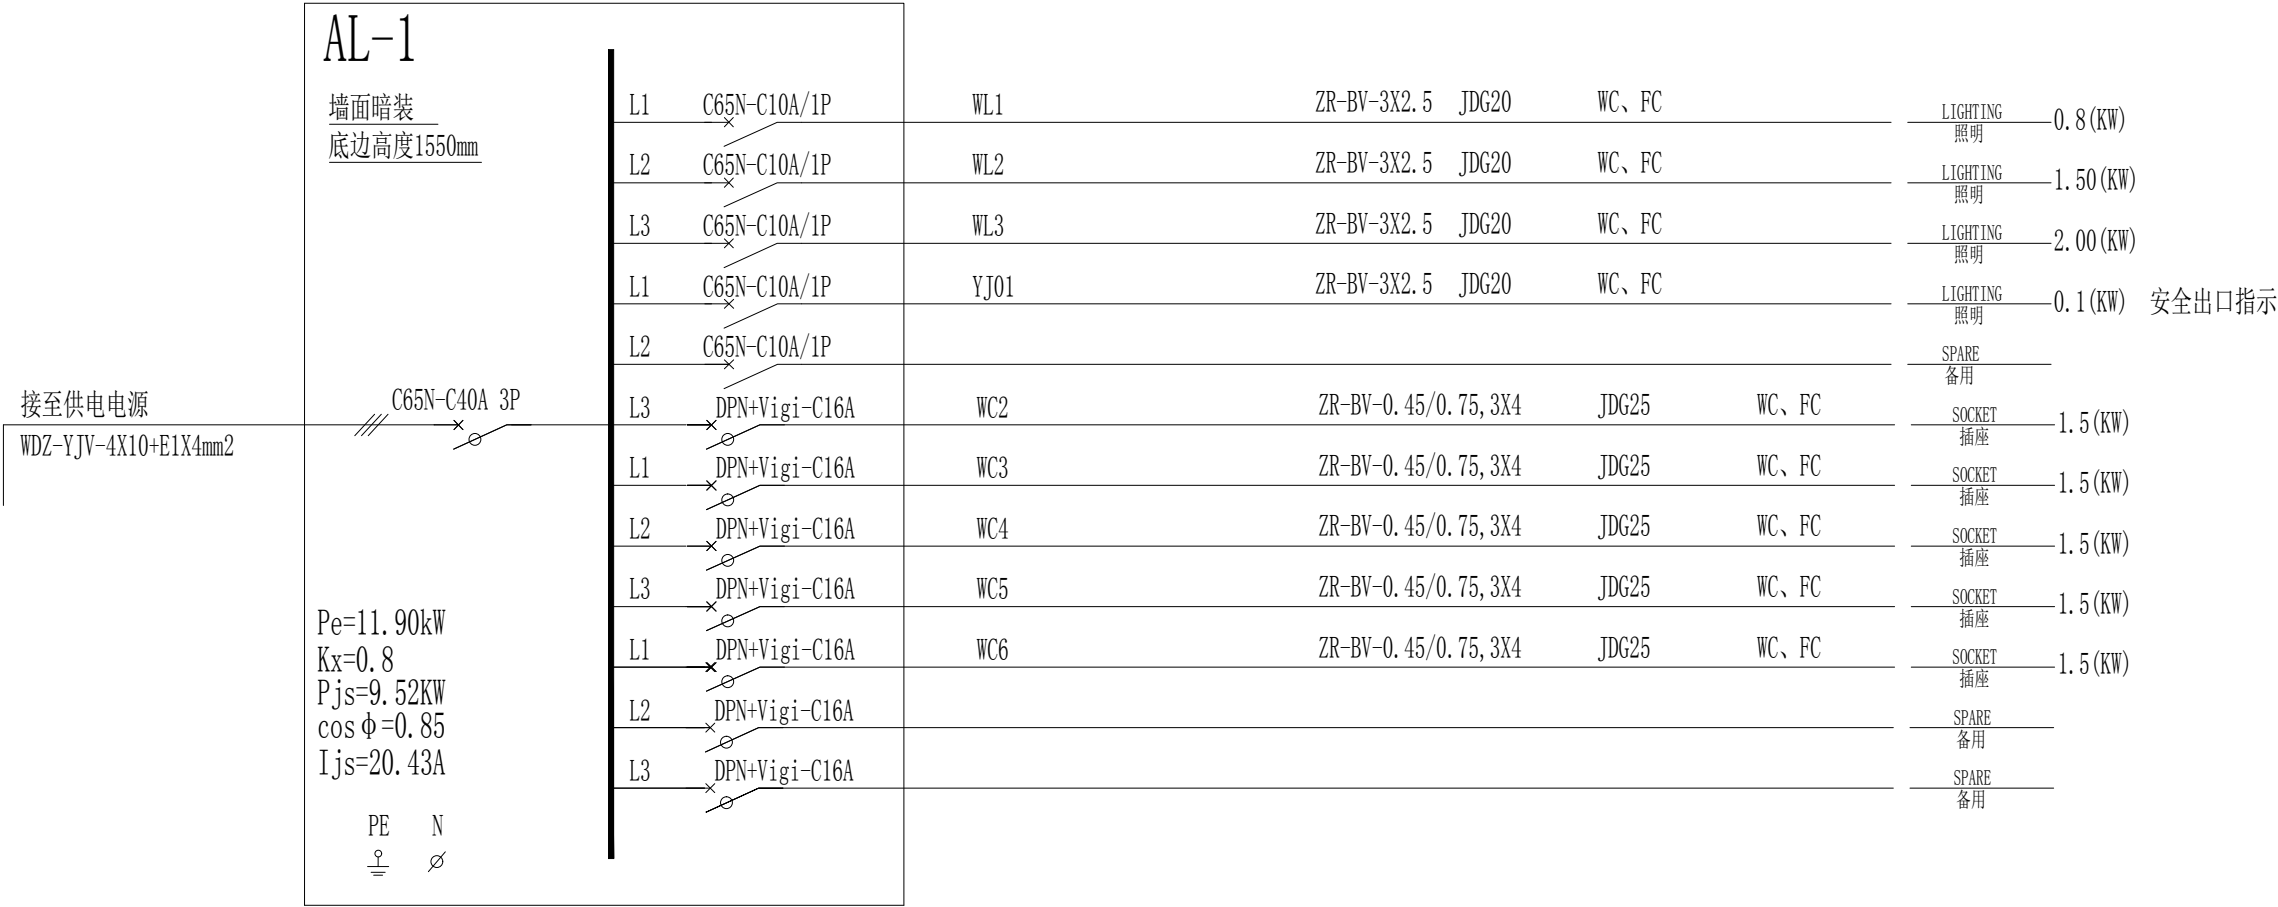 AL-1
墙面暗装
底边高度1550mm
L1 C65N-C10A/1P WL1 ZR-BV-3X2.5 JDG20 WC、FC LIGHTING 照明 0.8(KW)
L2 C65N-C10A/1P WL2 ZR-BV-3X2.5 JDG20 WC、FC LIGHTING 照明 1.50(KW)
L3 C65N-C10A/1P WL3 ZR-BV-3X2.5 JDG20 WC、FC LIGHTING 照明 2.00(KW)
L1 C65N-C10A/1P YJ01 ZR-BV-3X2.5 JDG20 WC、FC LIGHTING 照明 0.1(KW) 安全出口指示
L2 C65N-C10A/1P SPARE 备用
接至供电电源
WDZ-YJV-4X10+E1X4mm2
C65N-C40A 3P
L3 DPN+Vigi-C16A WC2 ZR-BV-0.45/0.75,3X4 JDG25 WC、FC SOCKET 插座 1.5(KW)
L1 DPN+Vigi-C16A WC3 ZR-BV-0.45/0.75,3X4 JDG25 WC、FC SOCKET 插座 1.5(KW)
L2 DPN+Vigi-C16A WC4 ZR-BV-0.45/0.75,3X4 JDG25 WC、FC SOCKET 插座 1.5(KW)
L3 DPN+Vigi-C16A WC5 ZR-BV-0.45/0.75,3X4 JDG25 WC、FC SOCKET 插座 1.5(KW)
L1 DPN+Vigi-C16A WC6 ZR-BV-0.45/0.75,3X4 JDG25 WC、FC SOCKET 插座 1.5(KW)
L2 DPN+Vigi-C16A SPARE 备用
L3 DPN+Vigi-C16A SPARE 备用
Pe=11.90kW
Kx=0.8
Pjs=9.52KW
cosφ=0.85
Ijs=20.43A
PE N